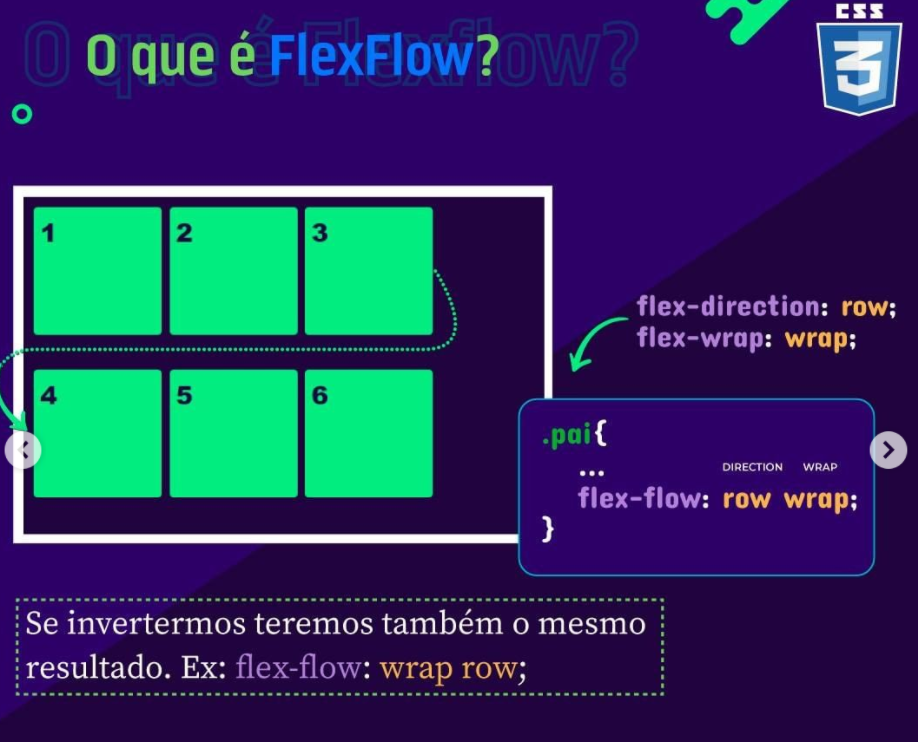 O que é FlexFlow?
CSS
3
1
2
3
flex-direction: row;
flex-wrap: wrap;
4
5
6
.pai{
...
DIRECTION WRAP
flex-flow: row wrap;
}
Se invertermos teremos também o mesmo
resultado. Ex: flex-flow: wrap row;